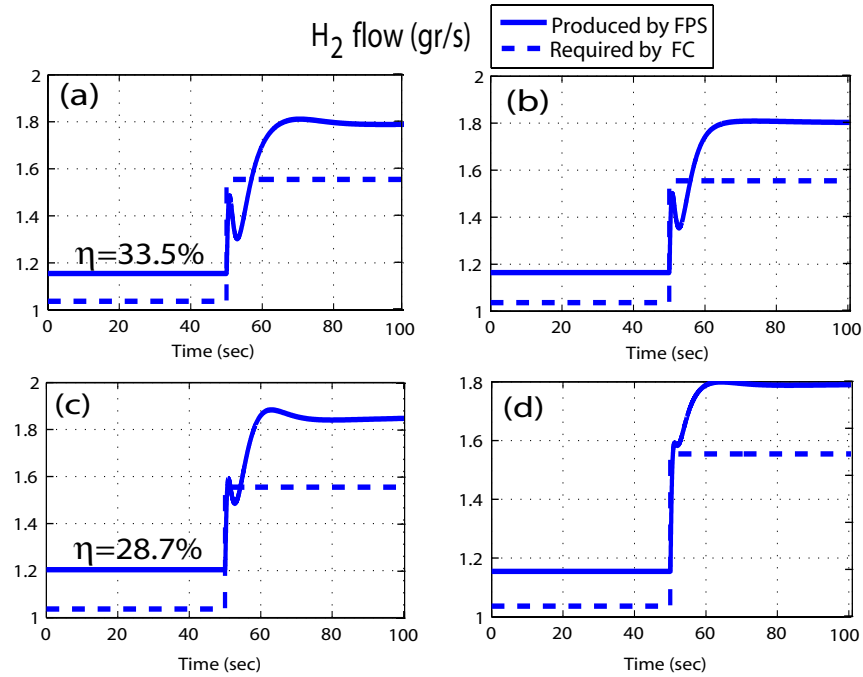 H2 flow (gr/s)
Produced by FPS
Required by FC
(a)
2
1.8
1.6
1.4
1.2
1
η=33.5%
0 20 40 60 80 100
Time (sec)
(b)
2
1.8
1.6
1.4
1.2
1
0 20 40 60 80 100
Time (sec)
(c)
2
1.8
1.6
1.4
1.2
1
η=28.7%
0 20 40 60 80 100
Time (sec)
(d)
1.8
1.6
1.4
1.2
1
0 20 40 60 80 100
Time (sec)